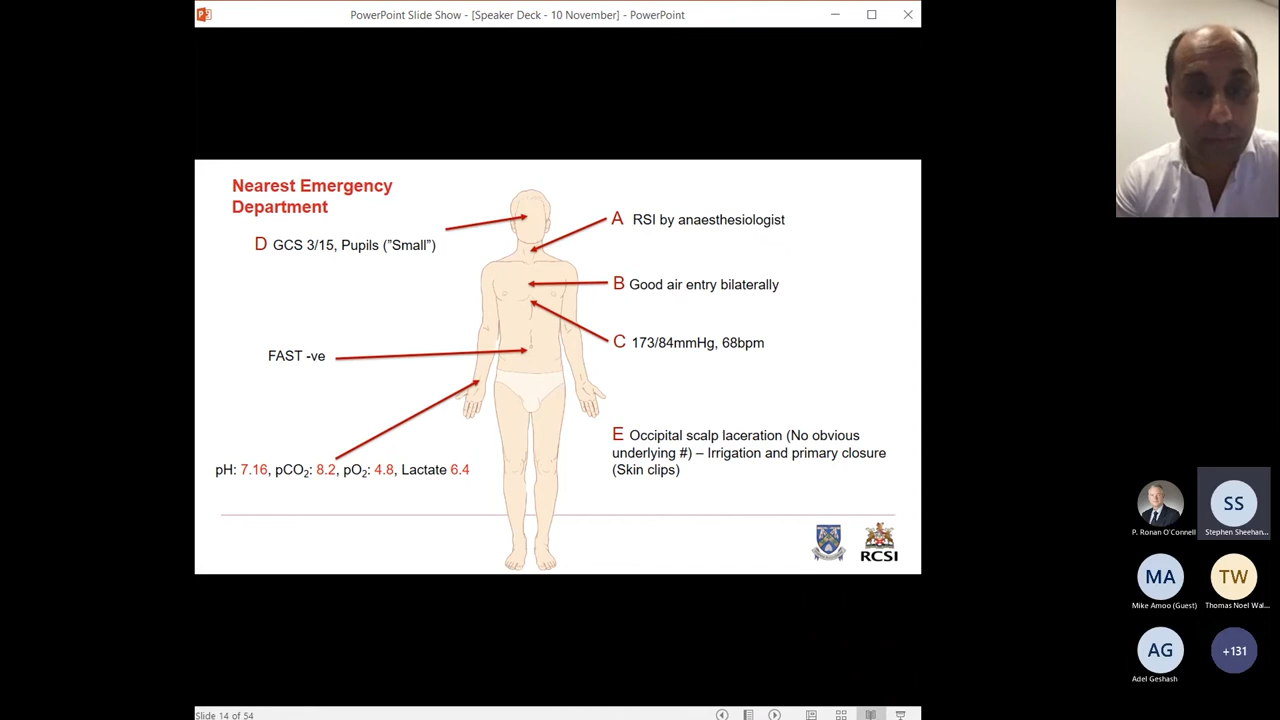 PowerPoint Slide Show - [Speaker Deck - 10 November] - PowerPoint
Nearest Emergency
Department
D GCS 3/15, Pupils (”Small”)
A RSI by anaesthesiologist
B Good air entry bilaterally
C 173/84mmHg, 68bpm
FAST -ve
E Occipital scalp laceration (No obvious
underlying #) – Irrigation and primary closure
(Skin clips)
pH: 7.16, pCO2: 8.2, pO2: 4.8, Lactate 6.4
RCSI
SS
P. Ronan O'Connell
Stephen Sheehan...
MA
TW
Mike Amoo (Guest)
Thomas Noel Wal...
AG
+131
Adel Geshash
Slide 14 of 54